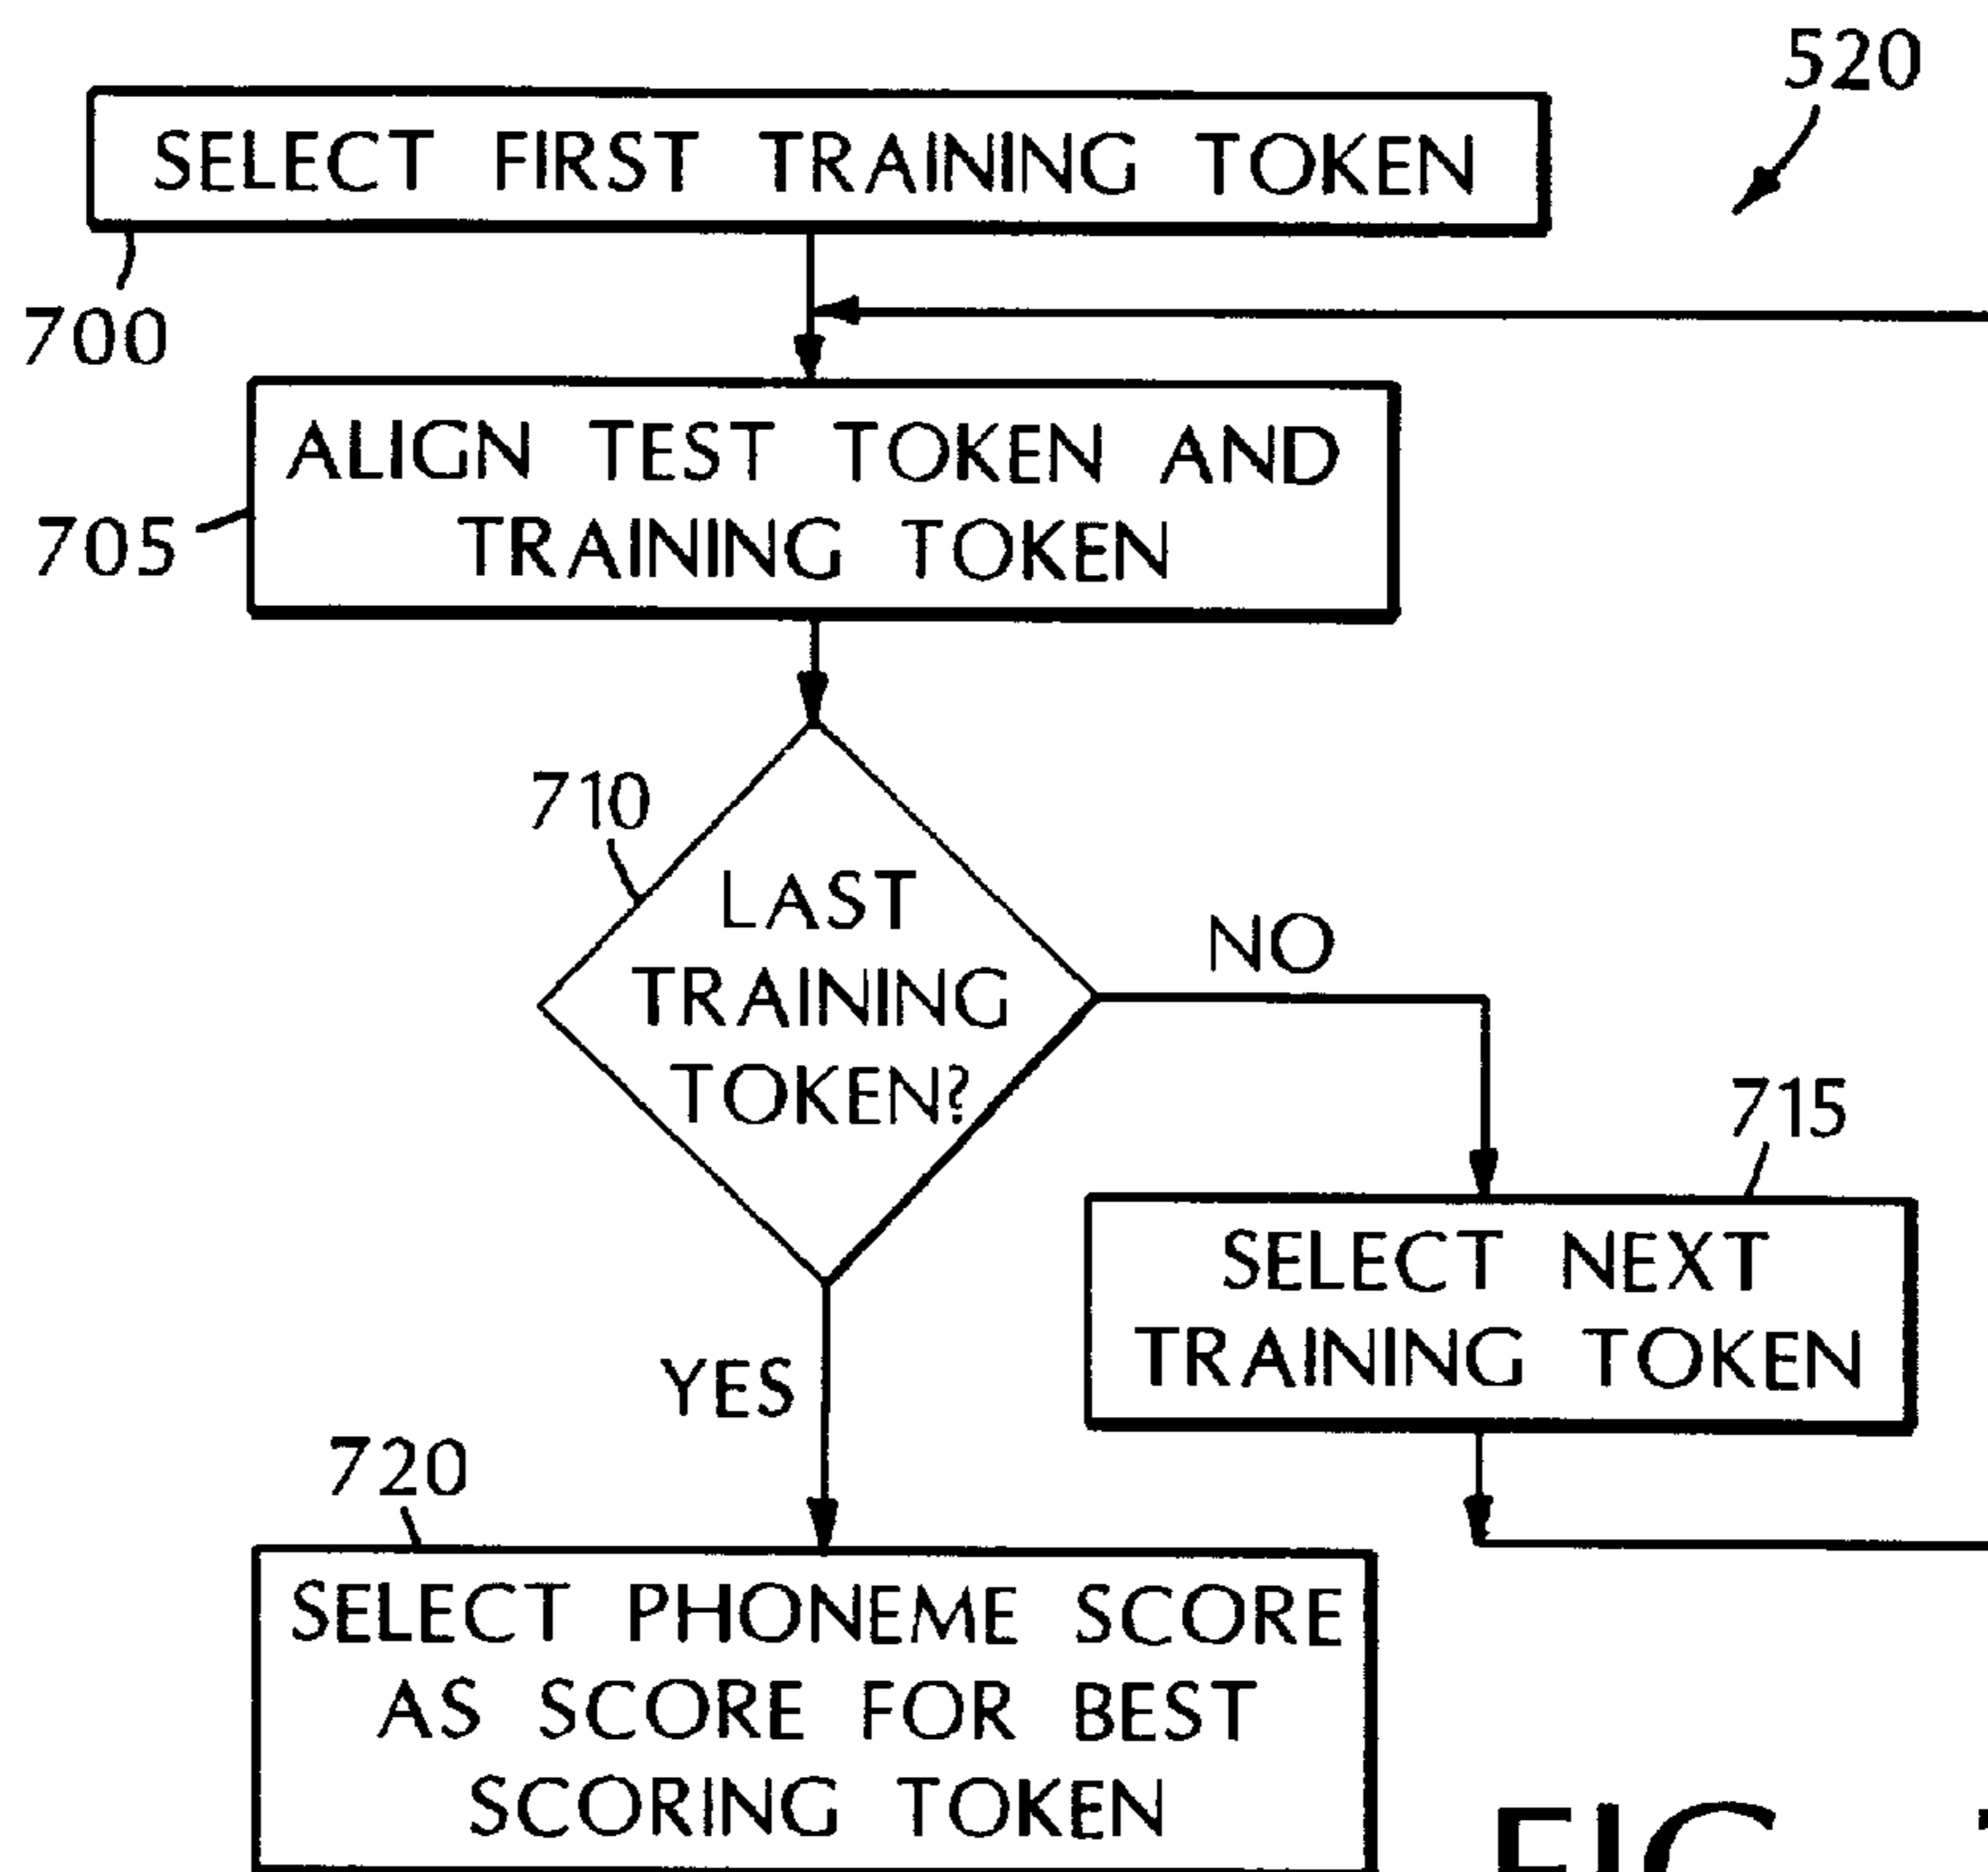 520
SELECT FIRST TRAINING TOKEN
700
ALIGN TEST TOKEN AND
TRAINING TOKEN
705
710
LAST
TRAINING
TOKEN?
NO
715
SELECT NEXT
TRAINING TOKEN
YES
720
SELECT PHONEME SCORE
AS SCORE FOR BEST
SCORING TOKEN
FIG